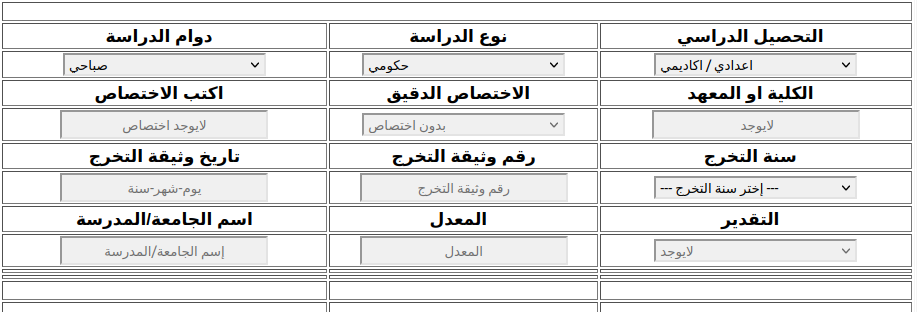 التحصيل الدراسي نوع الدراسة دوام الدراسة
اعدادي / اكاديمي حكومي صباحي
الكلية او المعهد الاختصاص الدقيق اكتب الاختصاص
لايوجد بدون اختصاص لايوجد اختصاص
سنة التخرج رقم وثيقة التخرج تاريخ وثيقة التخرج
--- إختر سنة التخرج --- رقم وثيقة التخرج يوم-شهر-سنة
التقدير المعدل اسم الجامعة/المدرسة
لايوجد المعدل إسم الجامعة/المدرسة